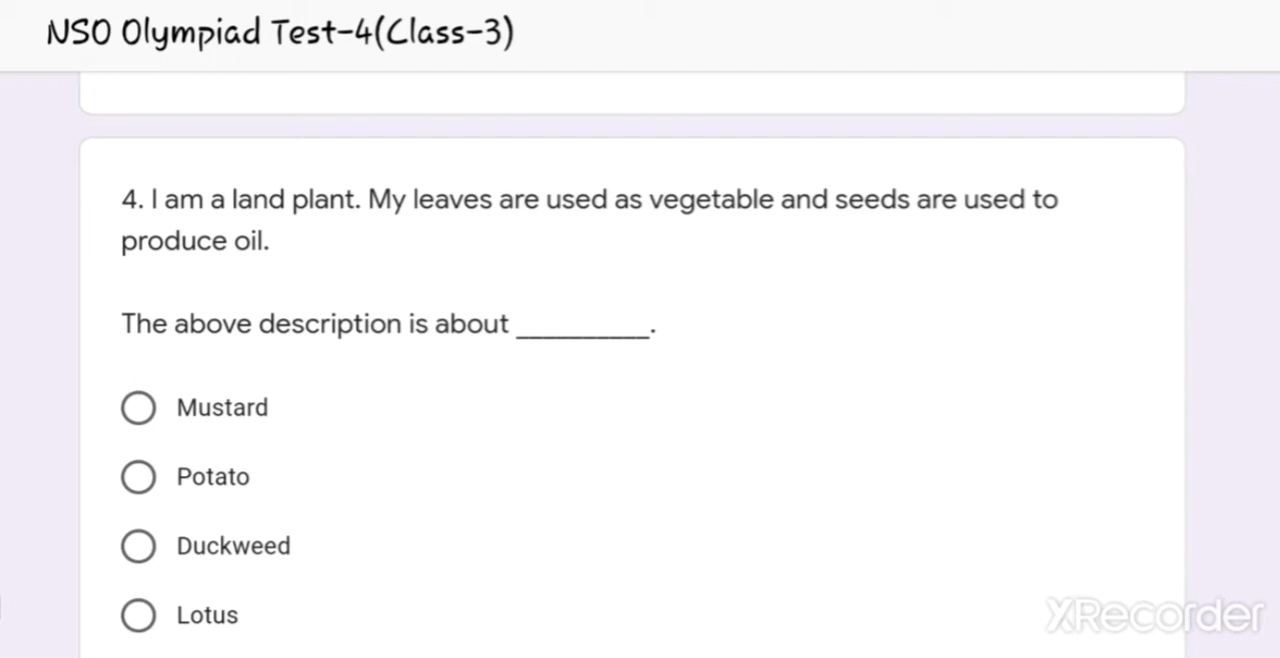 NSO Olympiad Test-4(Class-3)
4. I am a land plant. My leaves are used as vegetable and seeds are used to
produce oil.
The above description is about __________.
Mustard
Potato
Duckweed
Lotus
XRecorder